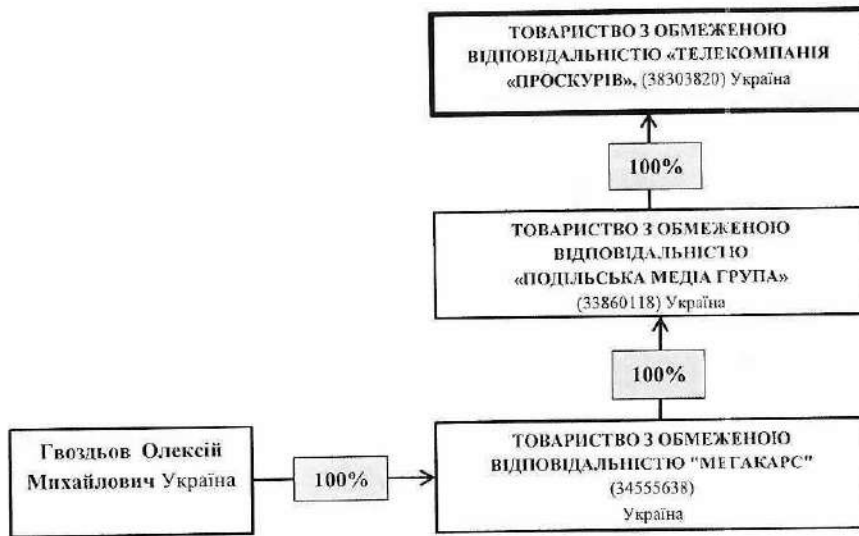 ТОВАРИСТВО З ОБМЕЖЕНОЮ
ВІДПОВІДАЛЬНІСТЮ «ТЕЛЕКОМПАНІЯ
«ПРОСКУРІВ», (38303820) Україна
100%
ТОВАРИСТВО З ОБМЕЖЕНОЮ
ВІДПОВІДАЛЬНІСТЮ
«ПОДІЛЬСЬКА МЕДІА ГРУПА»
(33860118) Україна
100%
Гвоздьов Олексій
Михайлович Україна
100%
ТОВАРИСТВО З ОБМЕЖЕНОЮ
ВІДПОВІДАЛЬНІСТЮ "МЕГАКАРС"
(34555638)
Україна